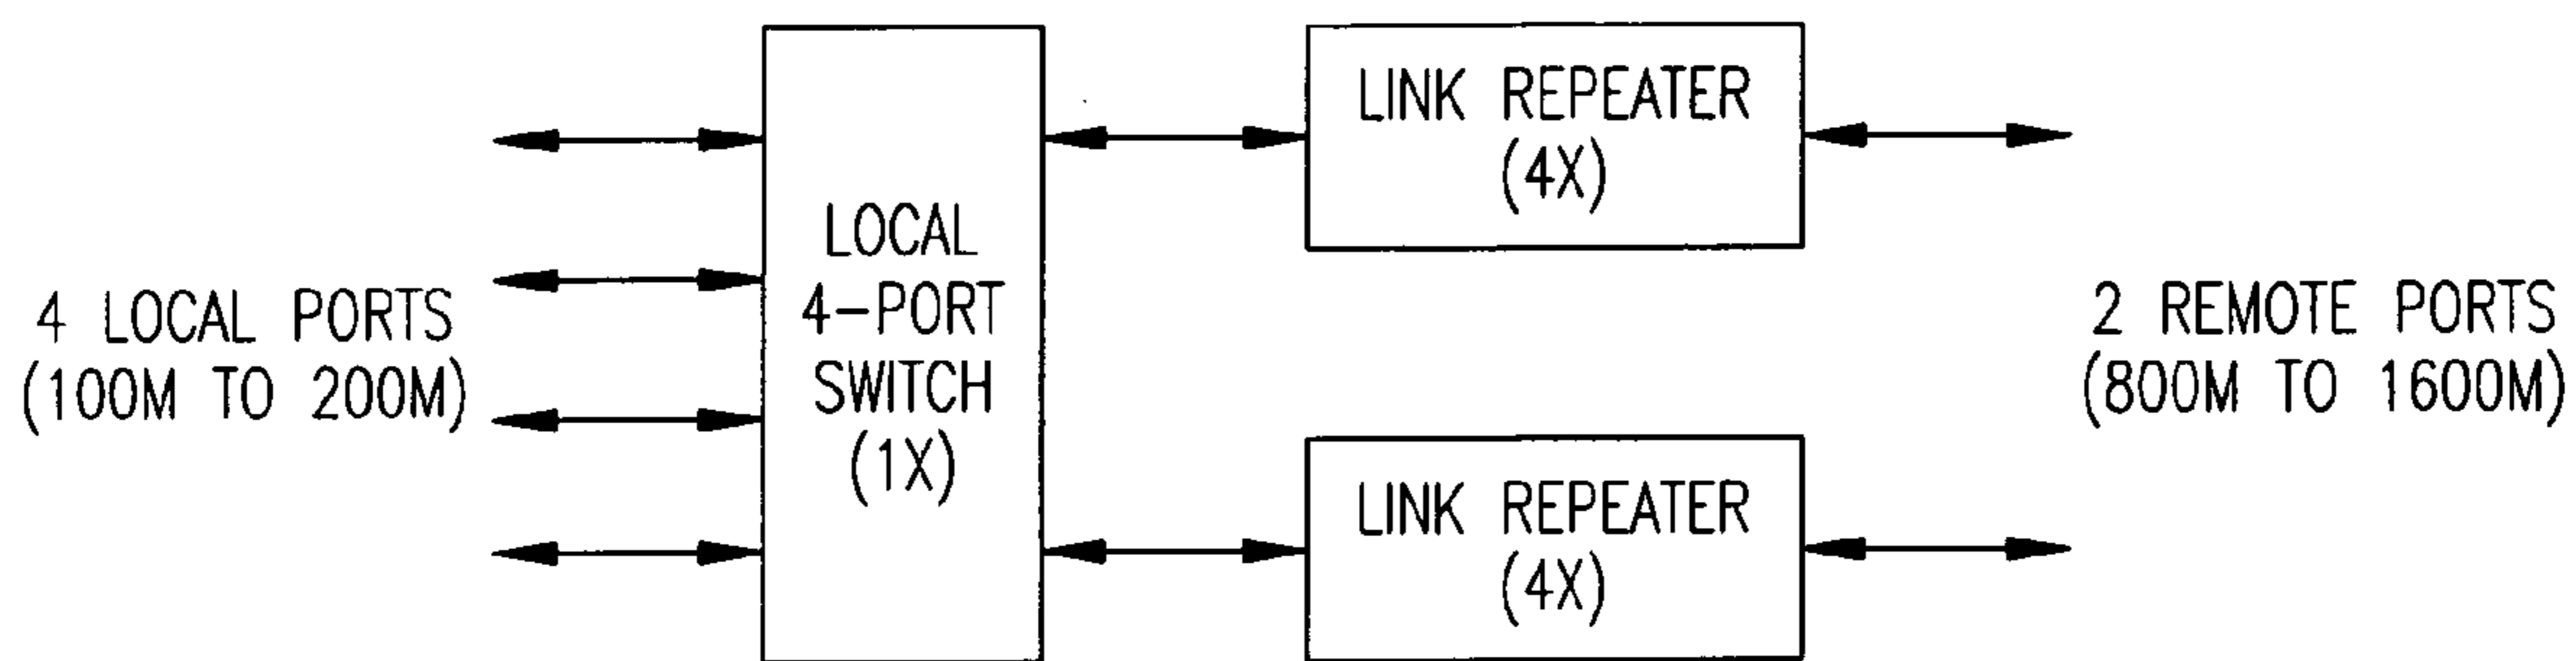 4 LOCAL PORTS
(100M TO 200M)
LOCAL
4-PORT
SWITCH
(1X)
LINK REPEATER
(4X)
LINK REPEATER
(4X)
2 REMOTE PORTS
(800M TO 1600M)